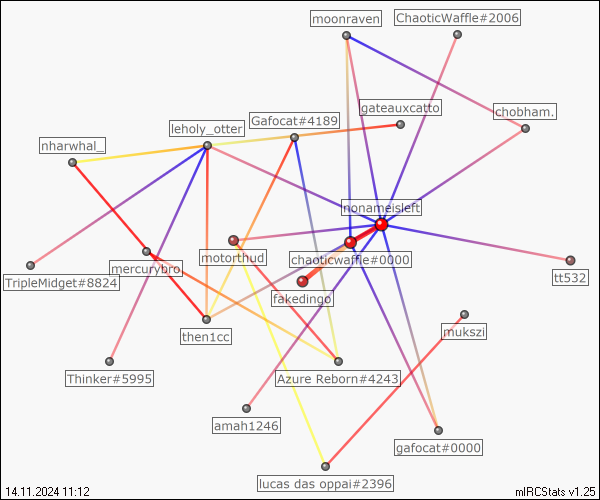 moonraven
ChaoticWaffle#2006
gateauxcatto
chobham.
Gafocat#4189
leholy_otter
nharwhal_
nonameisleft
motorthud
chaoticwaffle#0000
mercurybro
TripleMidget#8824
tt532
fakedingo
then1cc
mukszi
Thinker#5995
Azure Reborn#4243
amah1246
gafocat#0000
lucas das oppai#2396
14.11.2024 11:12
mIRCStats v1.25